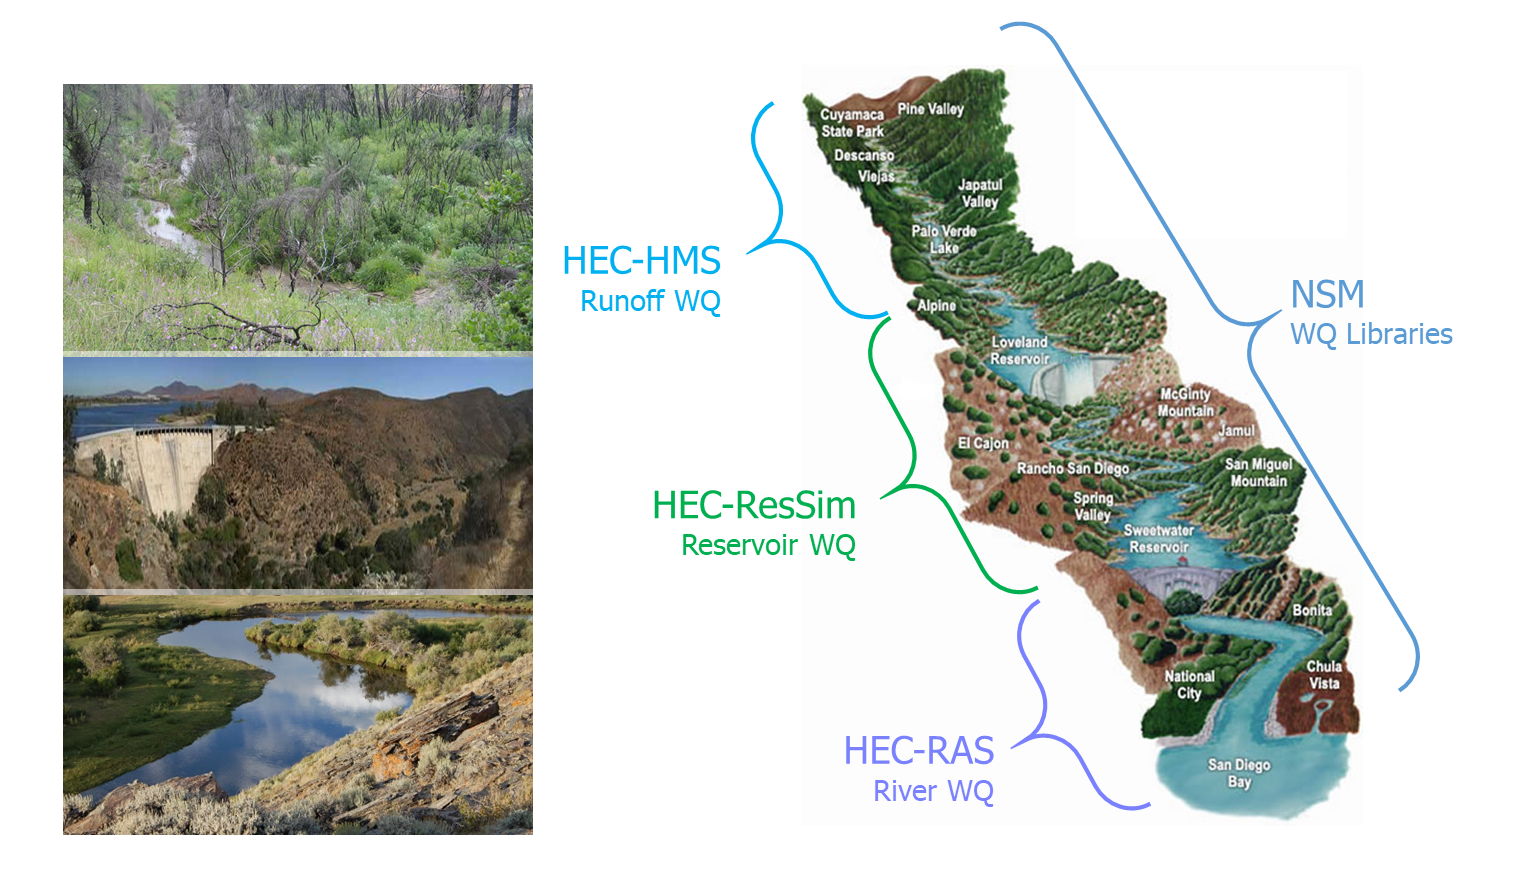 HEC-HMS
Runoff WQ
HEC-ResSim
Reservoir WQ
HEC-RAS
River WQ
NSM
WQ Libraries
Cuyamaca
State Park
Pine Valley
Descanso
Viejas
Japatul
Valley
Palo Verde
Lake
Alpine
Loveland
Reservoir
McGinty
Mountain
Jamul
El Cajon
Rancho San Diego
San Miguel
Mountain
Spring
Valley
Sweetwater
Reservoir
Bonita
National
City
Chula
Vista
San Diego
Bay